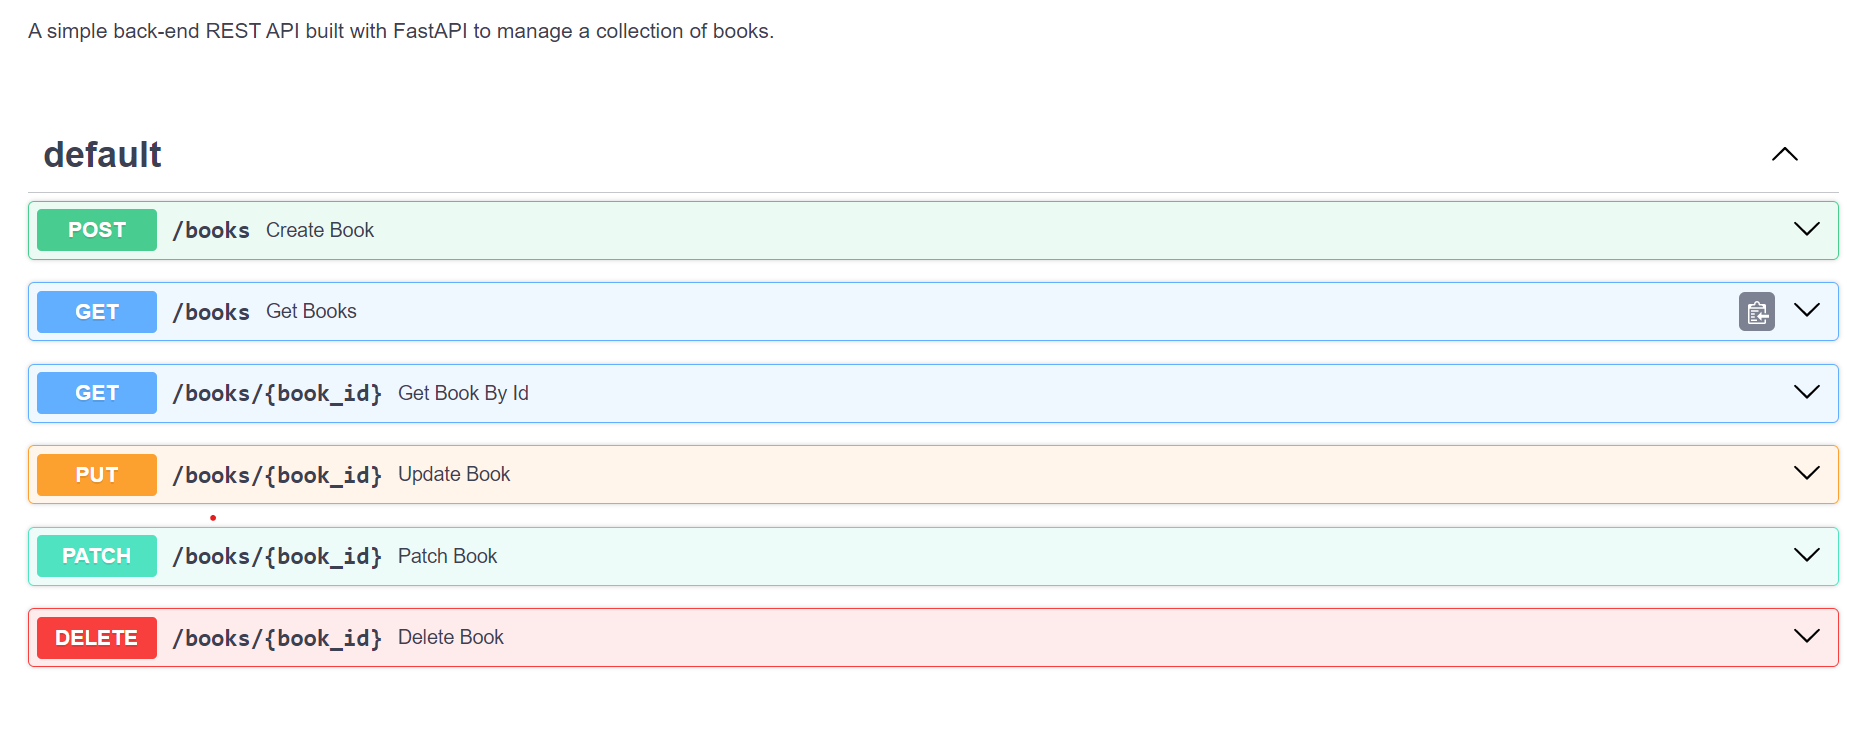 A simple back-end REST API built with FastAPI to manage a collection of books.
default
POST /books Create Book
GET /books Get Books
GET /books/{book_id} Get Book By Id
PUT /books/{book_id} Update Book
PATCH /books/{book_id} Patch Book
DELETE /books/{book_id} Delete Book